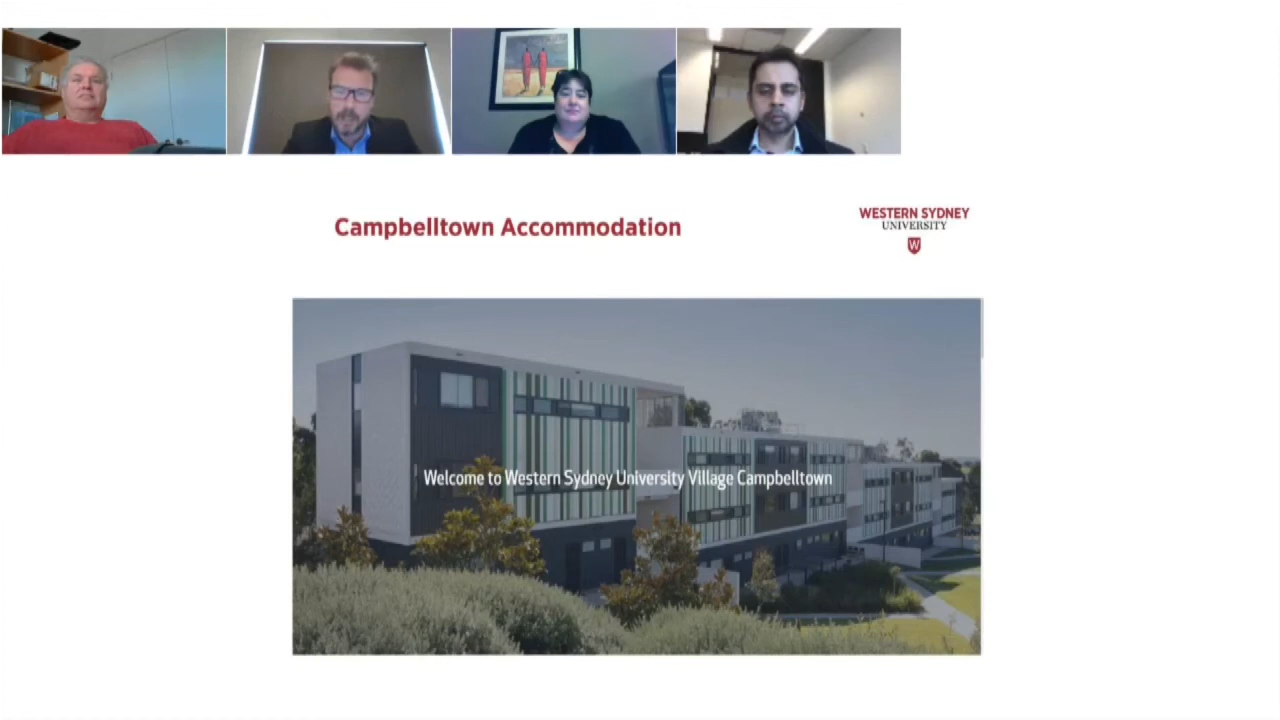 Campbelltown Accommodation
WESTERN SYDNEY
UNIVERSITY
W
Welcome to Western Sydney University Village Campbelltown